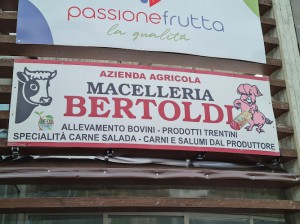 passionefrutta
la qualità
AZIENDA AGRICOLA
MACELLERIA
BERTOLDI
ALLEVAMENTO BOVINI - PRODOTTI TRENTINI
SPECIALITÀ CARNE SALADA - CARNI E SALUMI DAL PRODUTTORE